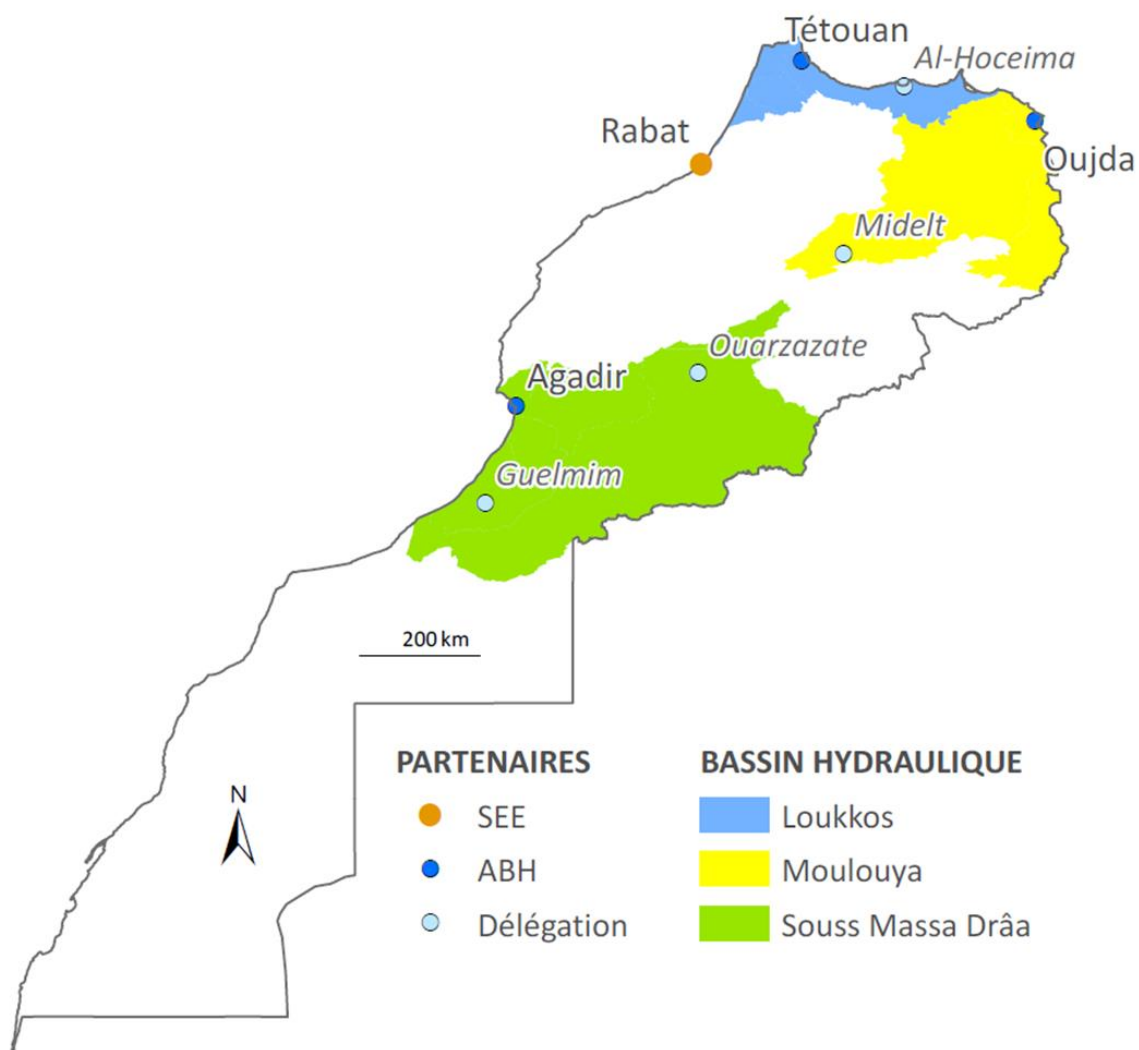 Tétouan
Al-Hoceima
Rabat
Oujda
Midelt
Ouarzazate
Agadir
Guelmim
200 km
PARTENAIRES
SEE
ABH
Délégation
BASSIN HYDRAULIQUE
Loukkos
Moulouya
Souss Massa Drâa
N